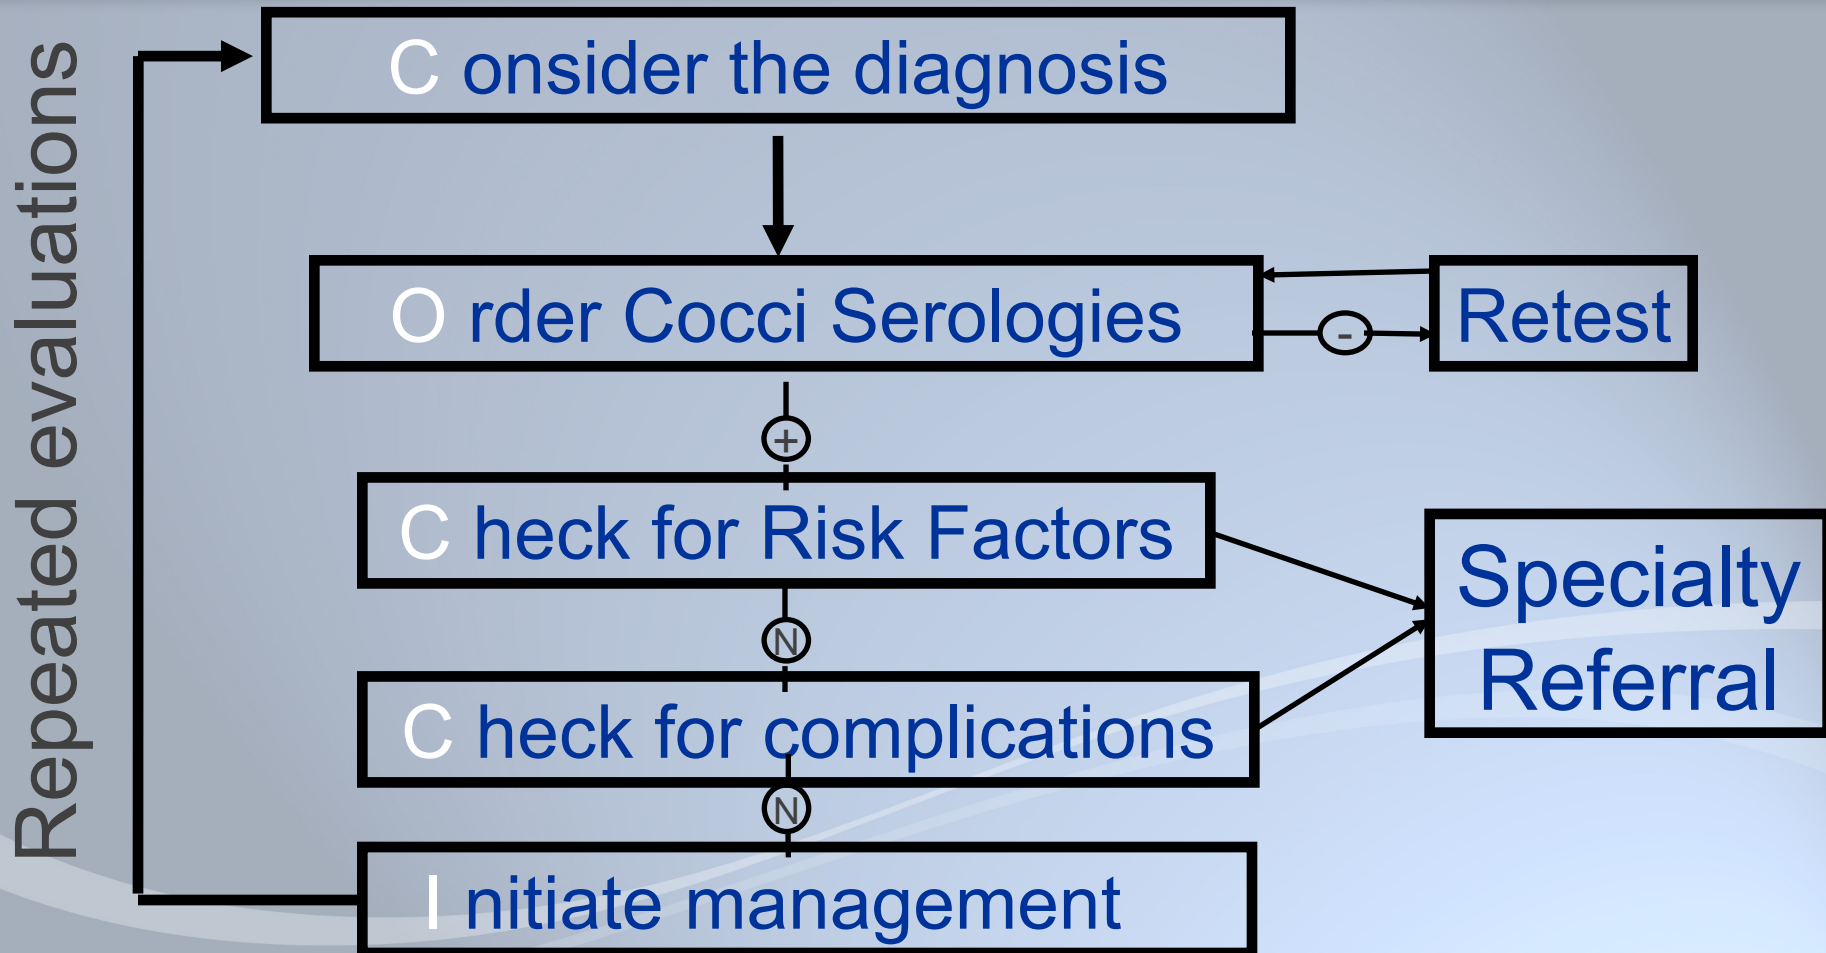 Repeated evaluations
C onsider the diagnosis
O rder Cocci Serologies
-
Retest
+
C heck for Risk Factors
N
Specialty
Referral
C heck for complications
N
I nitiate management